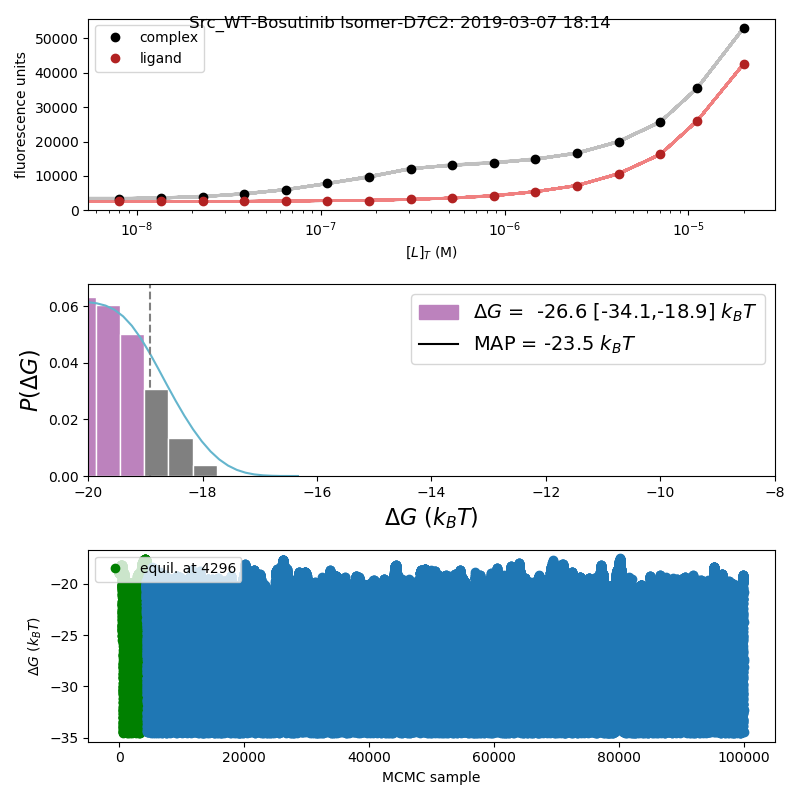 Src_WT-Bosutinib Isomer-D7C2: 2019-03-07 18:14
complex
ligand
fluorescence units
50000
40000
30000
20000
10000
0
10⁻⁸
10⁻⁷
10⁻⁶
10⁻⁵
[L]_T (M)
ΔG = -26.6 [-34.1,-18.9] k_BT
MAP = -23.5 k_BT
P(ΔG)
0.06
0.04
0.02
0.00
−20
−18
−16
−14
−12
−10
−8
ΔG (k_BT)
equil. at 4296
ΔG (k_BT)
−20
−25
−30
−35
0
20000
40000
60000
80000
100000
MCMC sample